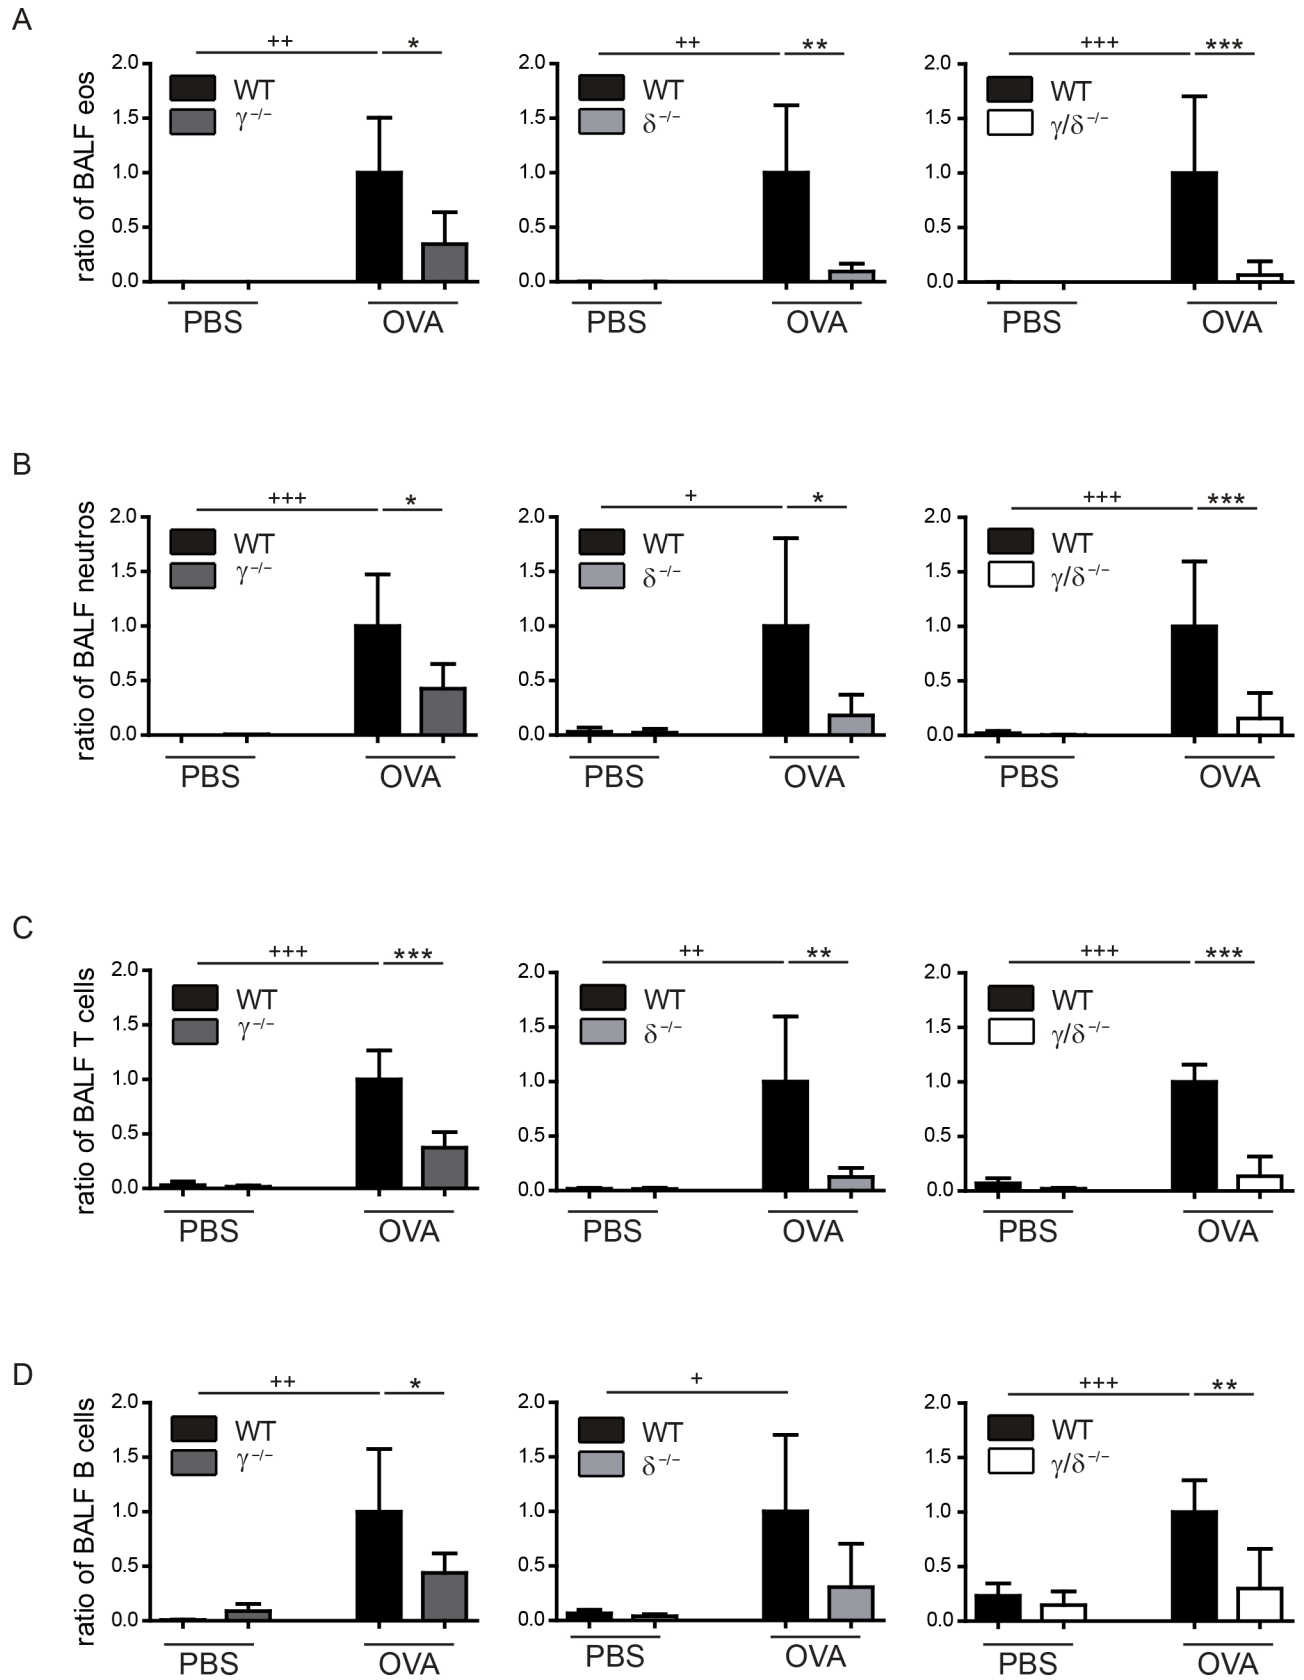 A
++ * ++ ** +++ ***
ratio of BALF eos
2.0 1.5 1.0 0.5 0.0
WT
γ−/−
PBS OVA
2.0 1.5 1.0 0.5 0.0
WT
δ−/−
PBS OVA
2.0 1.5 1.0 0.5 0.0
WT
γ/δ−/−
PBS OVA
B
+++ * + * +++ ***
ratio of BALF neutros
2.0 1.5 1.0 0.5 0.0
WT
γ−/−
PBS OVA
2.0 1.5 1.0 0.5 0.0
WT
δ−/−
PBS OVA
2.0 1.5 1.0 0.5 0.0
WT
γ/δ−/−
PBS OVA
C
+++ *** ++ ** +++ ***
ratio of BALF T cells
2.0 1.5 1.0 0.5 0.0
WT
γ−/−
PBS OVA
2.0 1.5 1.0 0.5 0.0
WT
δ−/−
PBS OVA
2.0 1.5 1.0 0.5 0.0
WT
γ/δ−/−
PBS OVA
D
++ * + +++ **
ratio of BALF B cells
2.0 1.5 1.0 0.5 0.0
WT
γ−/−
PBS OVA
2.0 1.5 1.0 0.5 0.0
WT
δ−/−
PBS OVA
2.0 1.5 1.0 0.5 0.0
WT
γ/δ−/−
PBS OVA